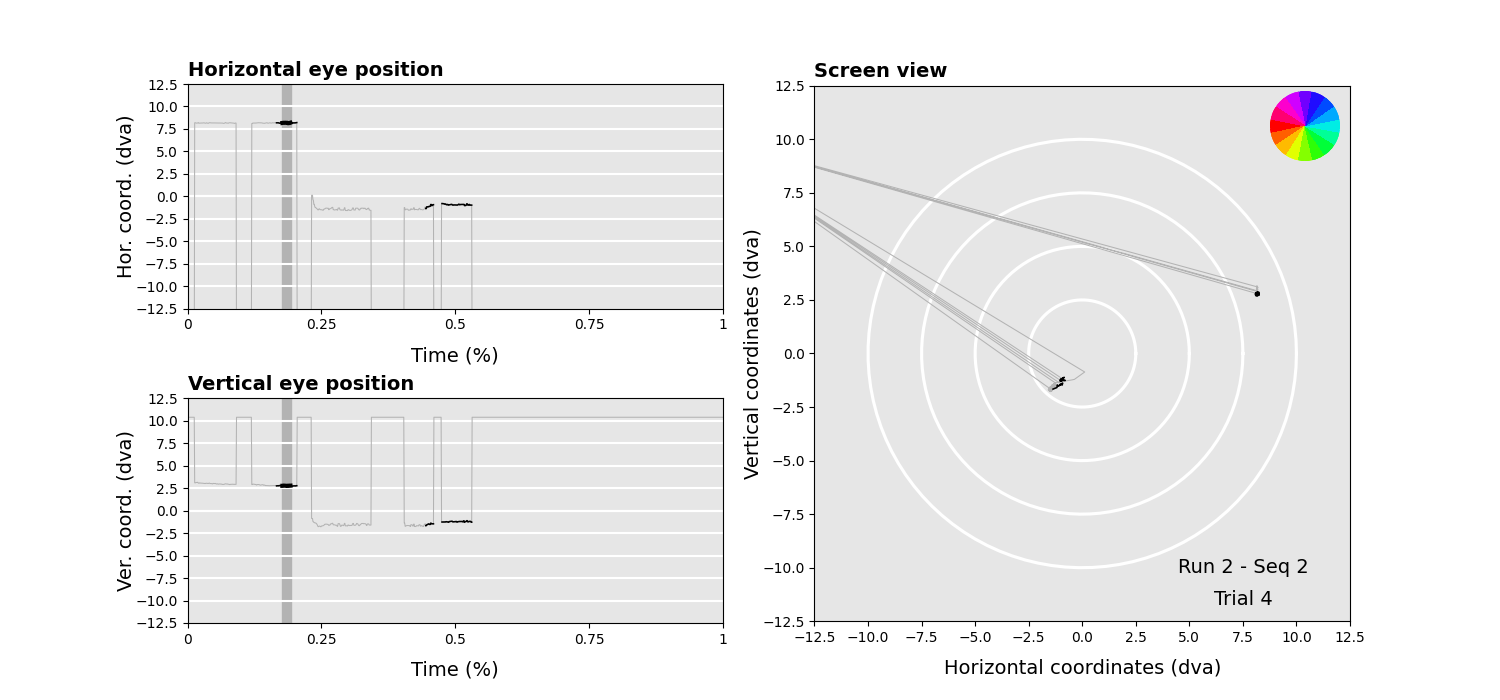 Horizontal eye position
12.5
10.0
7.5
5.0
2.5
0.0
−2.5
−5.0
−7.5
−10.0
−12.5
Hor. coord. (dva)
0 0.25 0.5 0.75 1
Time (%)
Vertical eye position
12.5
10.0
7.5
5.0
2.5
0.0
−2.5
−5.0
−7.5
−10.0
−12.5
Ver. coord. (dva)
0 0.25 0.5 0.75 1
Time (%)
Screen view
12.5
10.0
7.5
5.0
2.5
0.0
−2.5
−5.0
−7.5
−10.0
−12.5
Vertical coordinates (dva)
Run 2 - Seq 2
Trial 4
−12.5 −10.0 −7.5 −5.0 −2.5 0.0 2.5 5.0 7.5 10.0 12.5
Horizontal coordinates (dva)